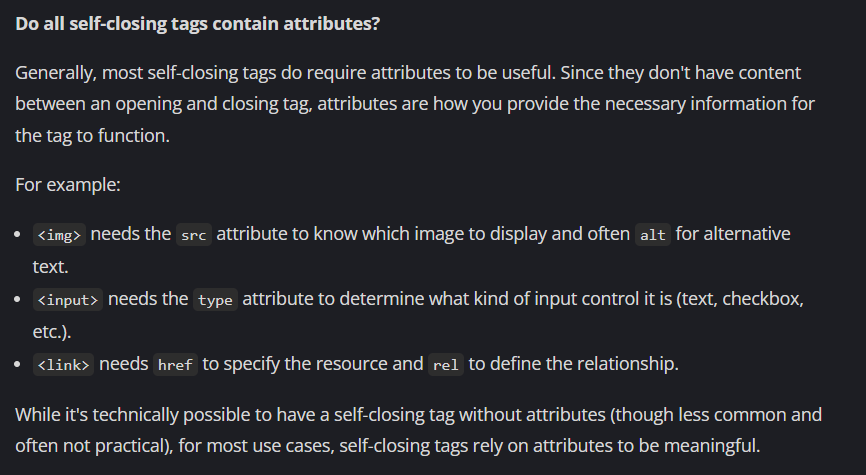 Do all self-closing tags contain attributes?
Generally, most self-closing tags do require attributes to be useful. Since they don't have content
between an opening and closing tag, attributes are how you provide the necessary information for
the tag to function.
For example:
• <img> needs the src attribute to know which image to display and often alt for alternative
text.
• <input> needs the type attribute to determine what kind of input control it is (text, checkbox,
etc.).
• <link> needs href to specify the resource and rel to define the relationship.
While it's technically possible to have a self-closing tag without attributes (though less common and
often not practical), for most use cases, self-closing tags rely on attributes to be meaningful.